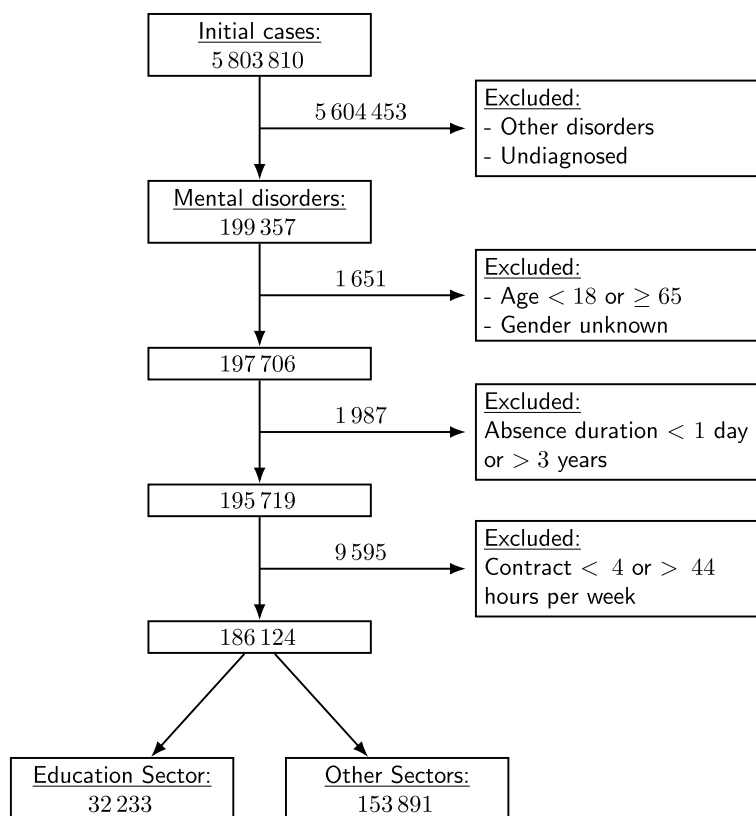 Initial cases:
5 803 810
5 604 453
Excluded:
- Other disorders
- Undiagnosed
Mental disorders:
199 357
1 651
Excluded:
- Age < 18 or ≥ 65
- Gender unknown
197 706
1 987
Excluded:
Absence duration < 1 day
or > 3 years
195 719
9 595
Excluded:
Contract < 4 or > 44
hours per week
186 124
Education Sector:
32 233
Other Sectors:
153 891